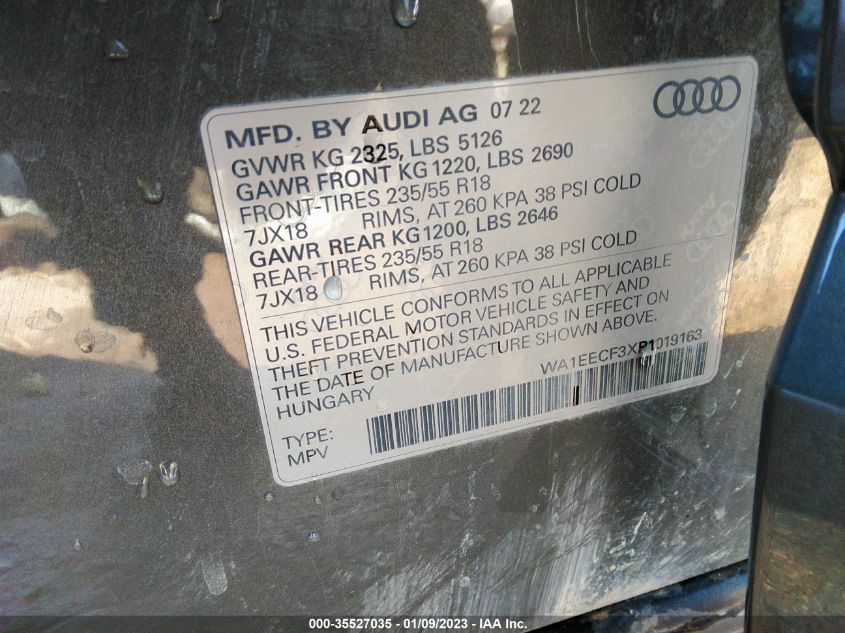 MFD. BY AUDI AG 07 22
GVWR KG 2325, LBS 5126
GAWR FRONT KG 1220, LBS 2690
FRONT-TIRES 235/55 R18
7JX18 RIMS, AT 260 KPA 38 PSI COLD
GAWR REAR KG 1200, LBS 2646
REAR-TIRES 235/55 R18
7JX18 RIMS, AT 260 KPA 38 PSI COLD
THIS VEHICLE CONFORMS TO ALL APPLICABLE
U.S. FEDERAL MOTOR VEHICLE SAFETY AND
THEFT PREVENTION STANDARDS IN EFFECT ON
THE DATE OF MANUFACTURE SHOWN ABOVE.
HUNGARY WA1EECF3XP1019163
TYPE:
MPV
000-35527035 - 01/09/2023 - IAA Inc.